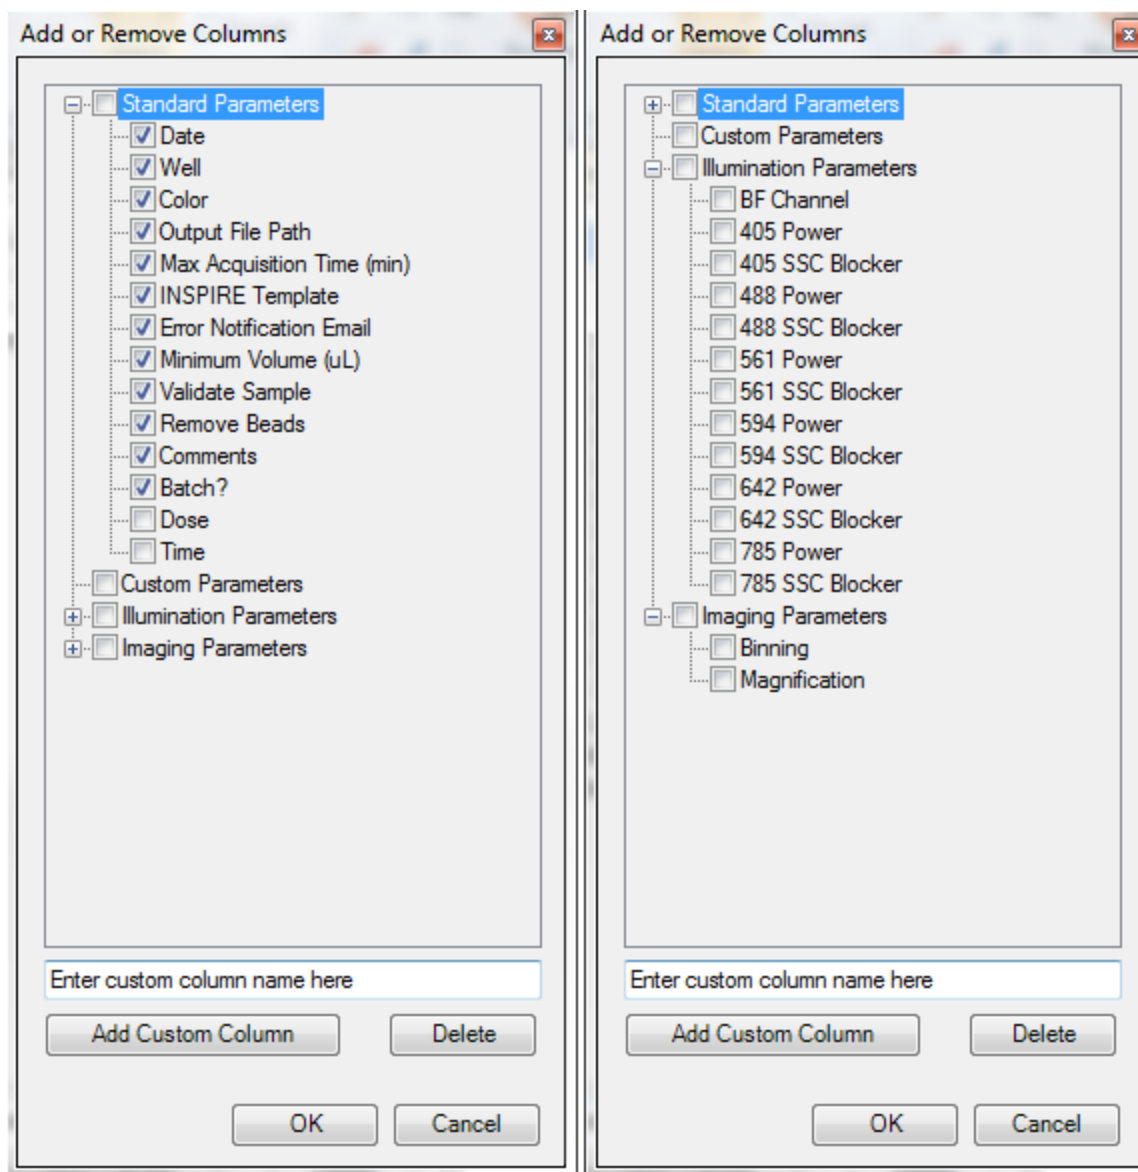 Add or Remove Columns
Standard Parameters
Date
Well
Color
Output File Path
Max Acquisition Time (min)
INSPIRE Template
Error Notification Email
Minimum Volume (uL)
Validate Sample
Remove Beads
Comments
Batch?
Dose
Time
Custom Parameters
Illumination Parameters
Imaging Parameters
Enter custom column name here
Add Custom Column
Delete
OK
Cancel
Add or Remove Columns
Standard Parameters
Custom Parameters
Illumination Parameters
BF Channel
405 Power
405 SSC Blocker
488 Power
488 SSC Blocker
561 Power
561 SSC Blocker
594 Power
594 SSC Blocker
642 Power
642 SSC Blocker
785 Power
785 SSC Blocker
Imaging Parameters
Binning
Magnification
Enter custom column name here
Add Custom Column
Delete
OK
Cancel